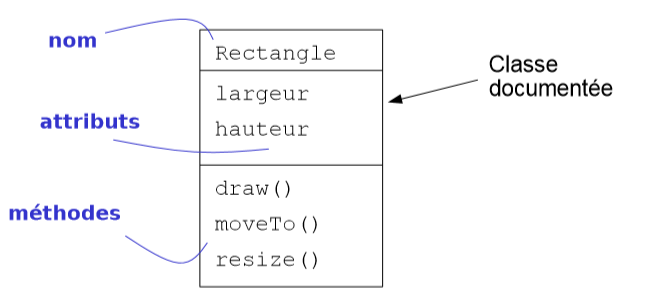 nom
Rectangle
Classe
documentée
largeur
attributs
hauteur
draw()
méthodes
moveTo()
resize()